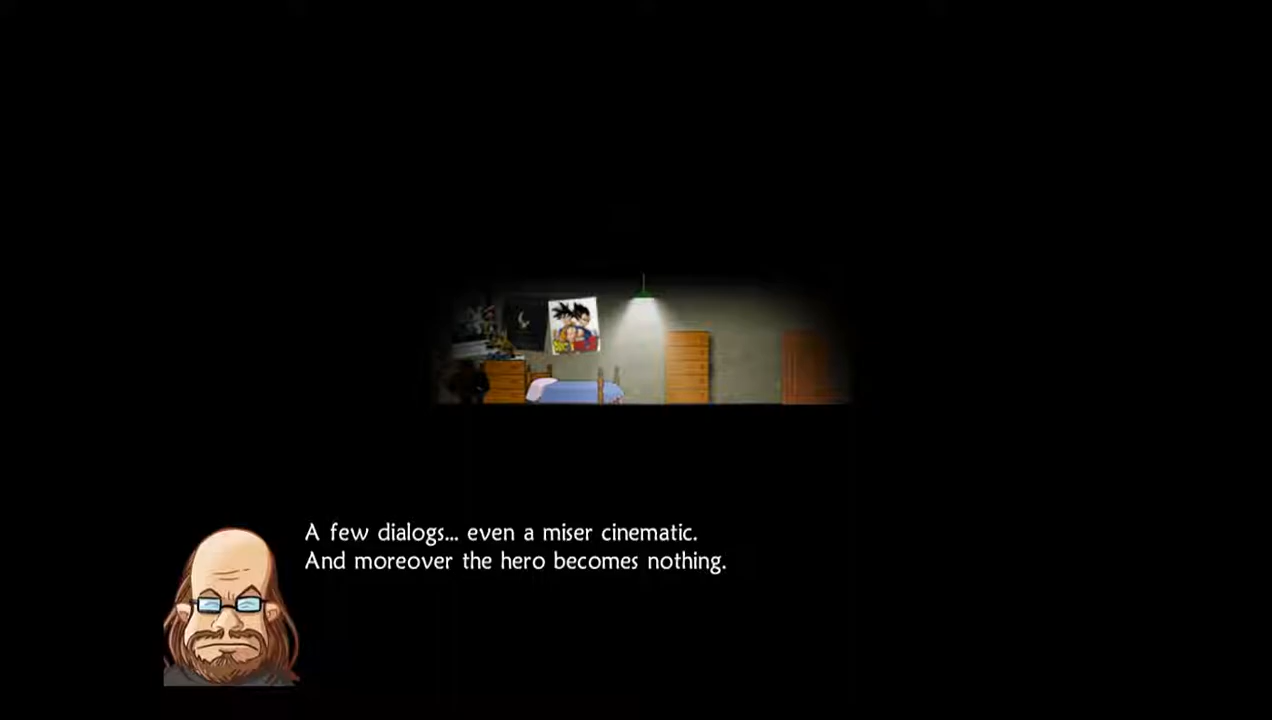 A few dialogs... even a miser cinematic.
And moreover the hero becomes nothing.